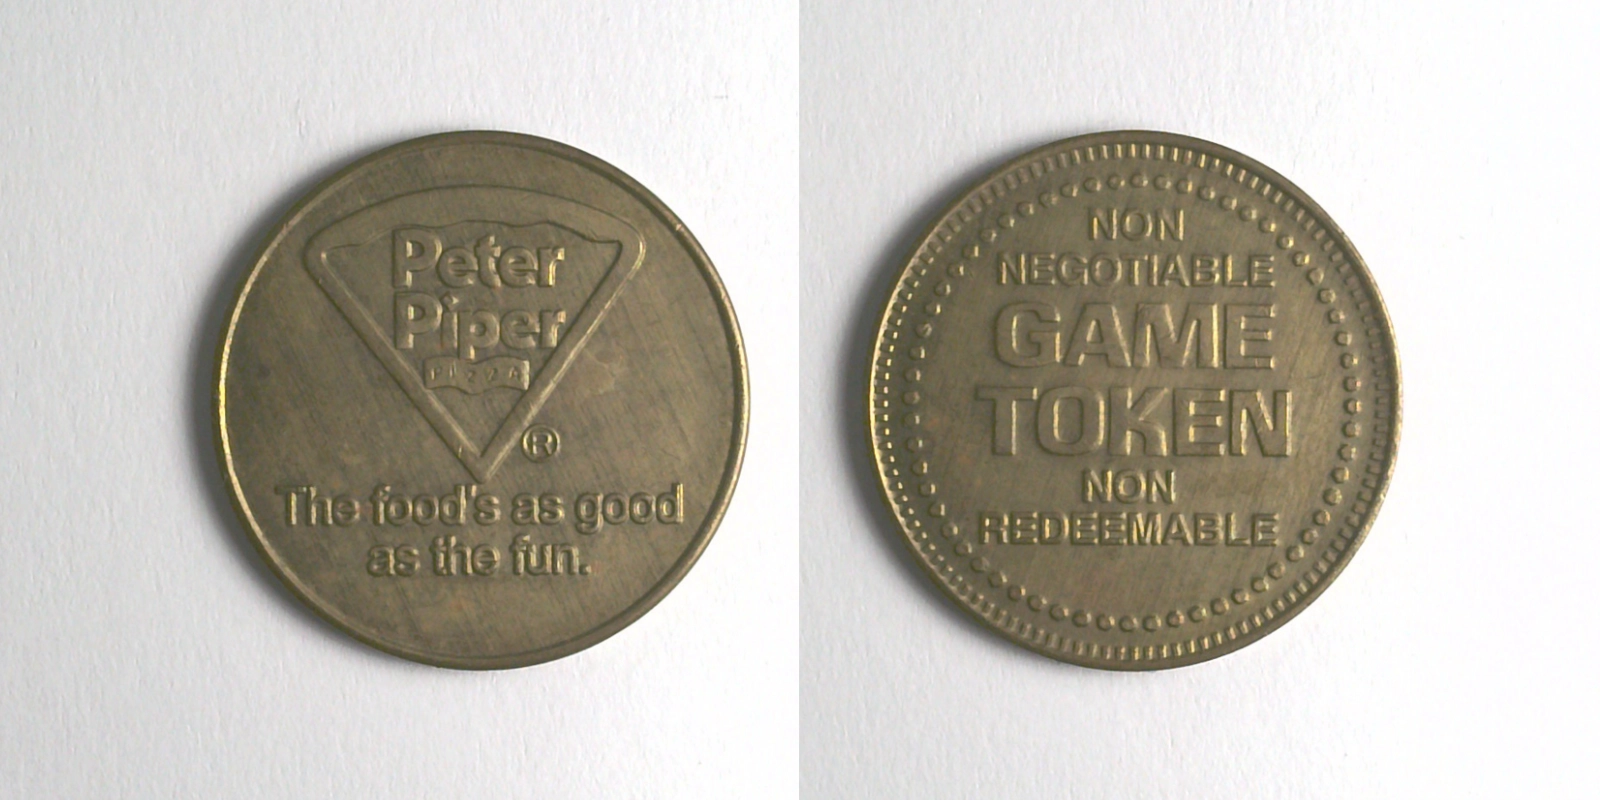 Peter
Piper
PIZZA
®
The food's as good
as the fun.
NON
NEGOTIABLE
GAME
TOKEN
NON
REDEEMABLE